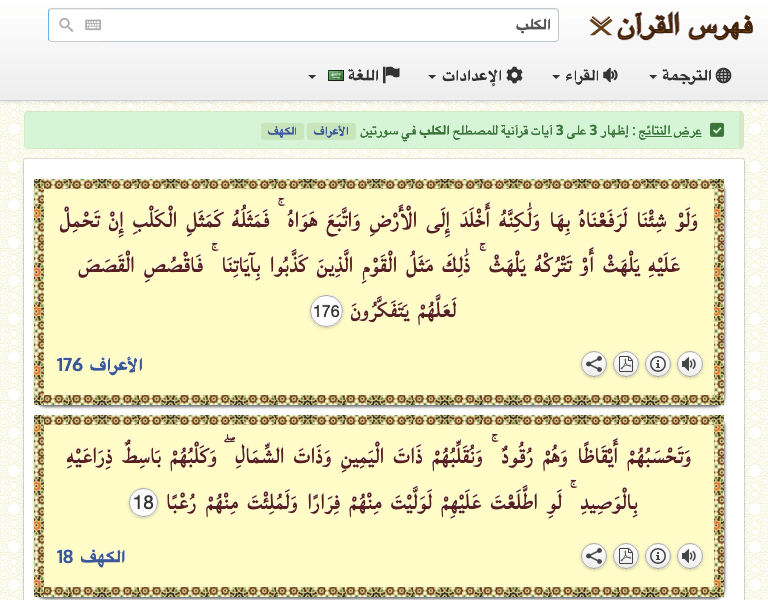 فهرس القرآن
الكلب
الترجمة القراء الإعدادات اللغة
عرض النتائج : إظهار 3 على 3 آيات قرآنية للمصطلح الكلب في سورتين الأعراف الكهف
وَلَوْ شِئْنَا لَرَفَعْنَاهُ بِهَا وَلَٰكِنَّهُ أَخْلَدَ إِلَى الْأَرْضِ وَاتَّبَعَ هَوَاهُ ۚ فَمَثَلُهُ كَمَثَلِ الْكَلْبِ إِنْ تَحْمِلْ
عَلَيْهِ يَلْهَثْ أَوْ تَتْرُكْهُ يَلْهَثْ ۚ ذَٰلِكَ مَثَلُ الْقَوْمِ الَّذِينَ كَذَّبُوا بِآيَاتِنَا ۚ فَاقْصُصِ الْقَصَصَ
لَعَلَّهُمْ يَتَفَكَّرُونَ 176
الأعراف 176
وَتَحْسَبُهُمْ أَيْقَاظًا وَهُمْ رُقُودٌ ۚ وَنُقَلِّبُهُمْ ذَاتَ الْيَمِينِ وَذَاتَ الشِّمَالِ ۖ وَكَلْبُهُمْ بَاسِطٌ ذِرَاعَيْهِ
بِالْوَصِيدِ ۚ لَوِ اطَّلَعْتَ عَلَيْهِمْ لَوَلَّيْتَ مِنْهُمْ فِرَارًا وَلَمُلِئْتَ مِنْهُمْ رُعْبًا 18
الكهف 18